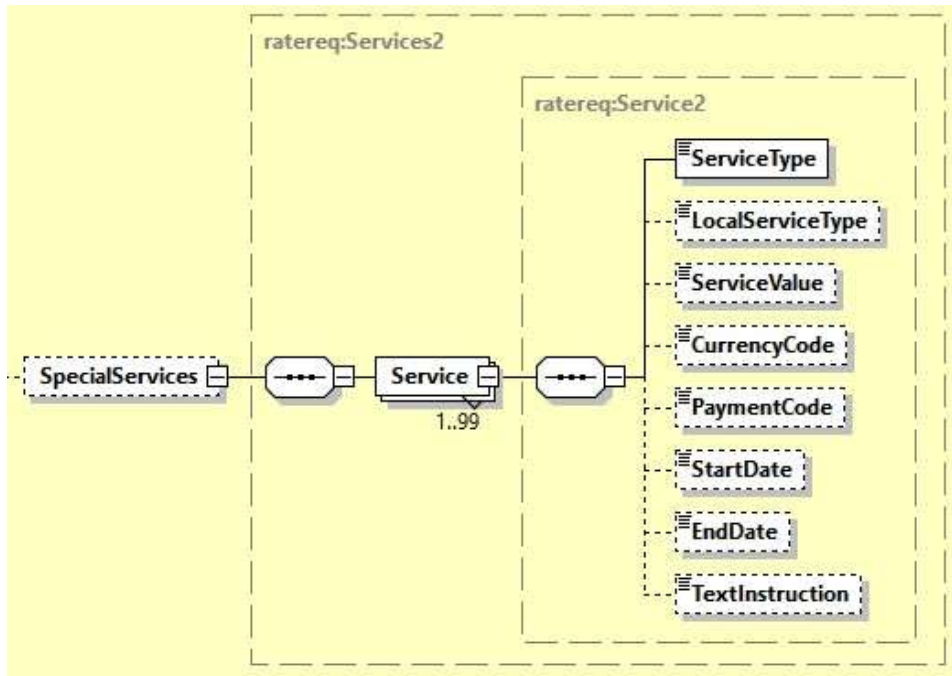 ratereq:Services2
ratereq:Service2
ServiceType
LocalServiceType
ServiceValue
CurrencyCode
SpecialServices
Service
1..99
PaymentCode
StartDate
EndDate
TextInstruction